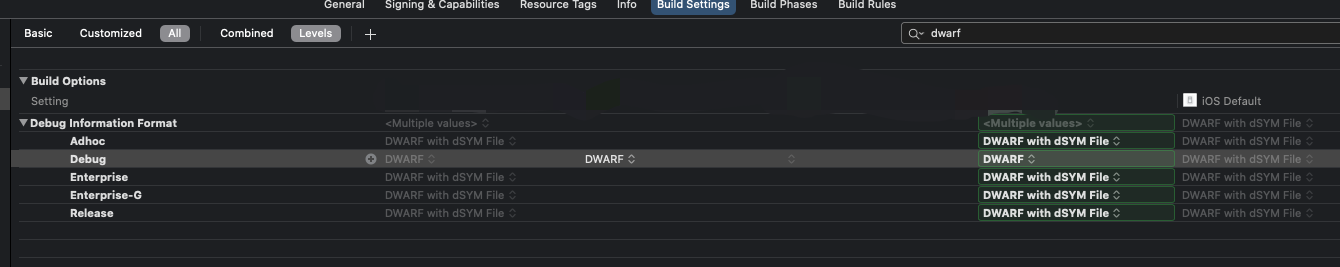 General Signing & Capabilities Resource Tags Info Build Settings Build Phases Build Rules
Basic Customized All Combined Levels + dwarf
Build Options
Setting iOS Default
Debug Information Format <Multiple values> <Multiple values> DWARF with dSYM File
Adhoc DWARF with dSYM File DWARF with dSYM File DWARF with dSYM File
Debug DWARF DWARF DWARF DWARF with dSYM File
Enterprise DWARF with dSYM File DWARF with dSYM File DWARF with dSYM File
Enterprise-G DWARF with dSYM File DWARF with dSYM File DWARF with dSYM File
Release DWARF with dSYM File DWARF with dSYM File DWARF with dSYM File